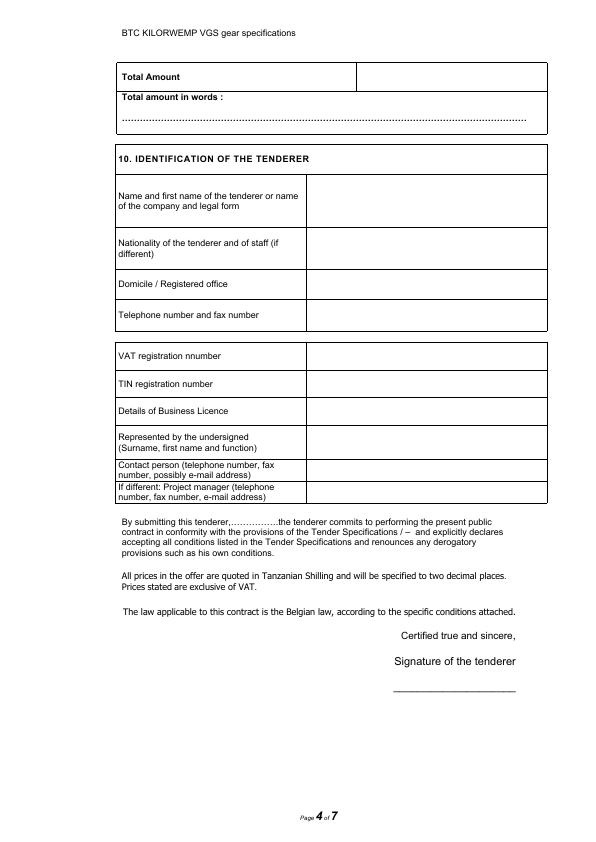 BTC KILORWEMP VGS gear specifications
Total Amount
Total amount in words :
……………………………………………………………………………………………………………………
10. IDENTIFICATION OF THE TENDERER
Name and first name of the tenderer or name
of the company and legal form
Nationality of the tenderer and of staff (if
different)
Domicile / Registered office
Telephone number and fax number
VAT registration nnumber
TIN registration number
Details of Business Licence
Represented by the undersigned
(Surname, first name and function)
Contact person (telephone number, fax
number, possibly e-mail address)
If different: Project manager (telephone
number, fax number, e-mail address)
By submitting this tender,…………….the tenderer commits to performing the present public
contract in conformity with the provisions of the Tender Specifications / – and explicitly declares
accepting all conditions listed in the Tender Specifications and renounces any derogatory
provisions such as his own conditions.
All prices in the offer are quoted in Tanzanian Shilling and will be specified to two decimal places.
Prices stated are exclusive of VAT.
The law applicable to this contract is the Belgian law, according to the specific conditions attached.
Certified true and sincere,
Signature of the tenderer
_____________________
Page 4 of 7